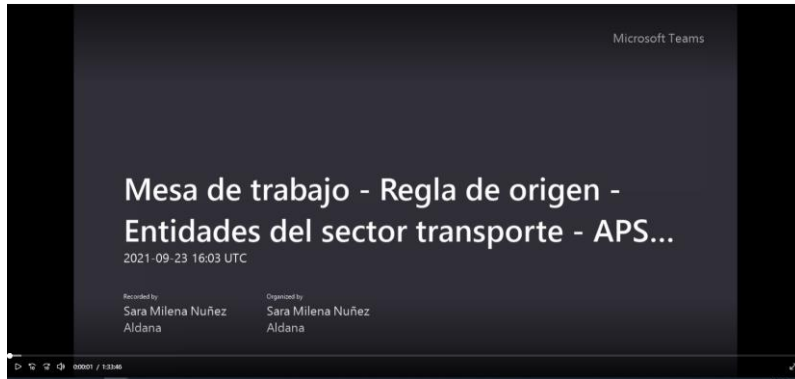 Microsoft Teams
Mesa de trabajo - Regla de origen -
Entidades del sector transporte - APS...
2021-09-23 16:03 UTC
Recorded by
Organized by
Sara Milena Nuñez
Aldana
Sara Milena Nuñez
Aldana
0:00:01 / 1:33:46